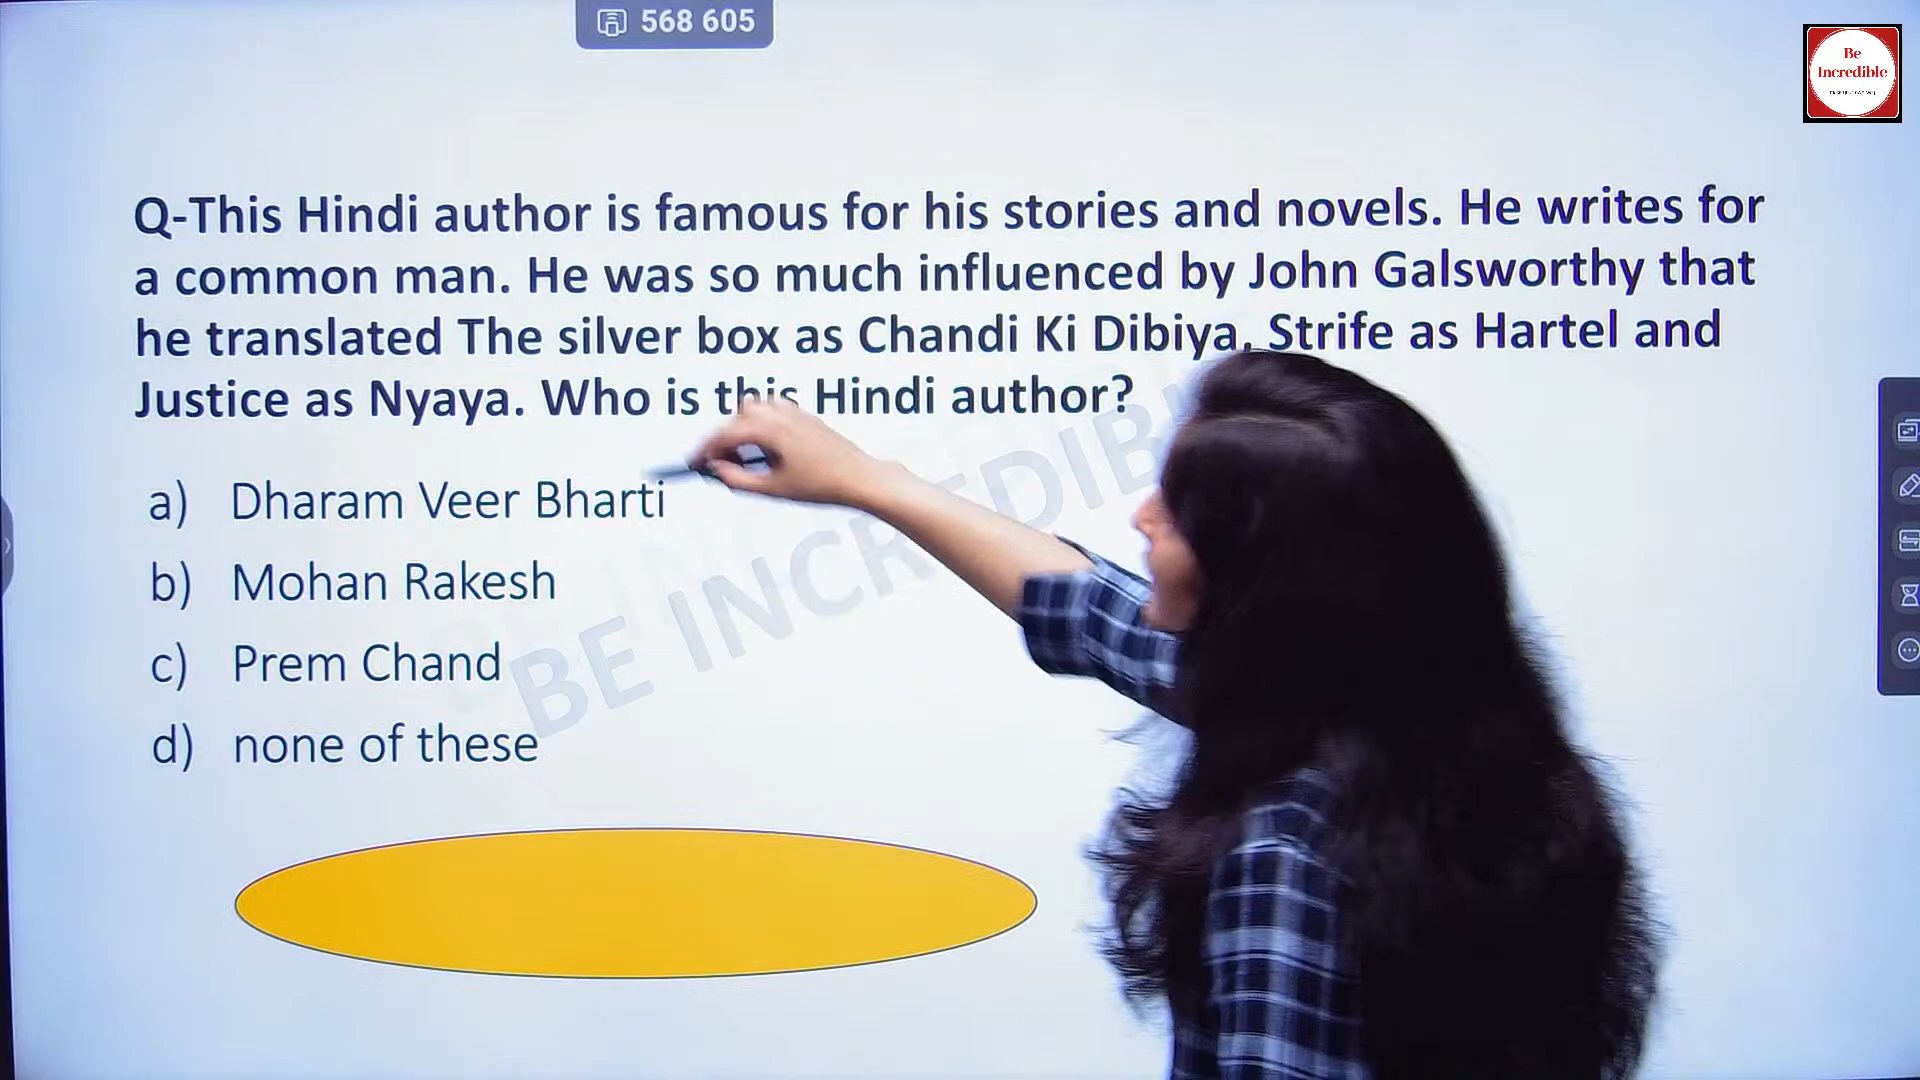 568 605
Be
Incredible
Q-This Hindi author is famous for his stories and novels. He writes for
a common man. He was so much influenced by John Galsworthy that
he translated The silver box as Chandi Ki Dibiya, Strife as Hartel and
Justice as Nyaya. Who is this Hindi author?
a) Dharam Veer Bharti
b) Mohan Rakesh
c) Prem Chand
d) none of these
BE INCREDIB